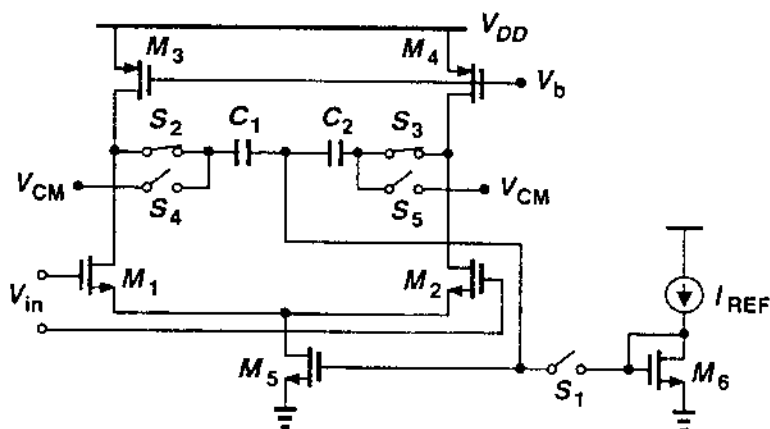 V_DD
M_3
M_4
V_b
S_2
C_1
C_2
S_3
V_CM
S_4
S_5
V_CM
M_1
M_2
V_in
I_REF
M_5
S_1
M_6